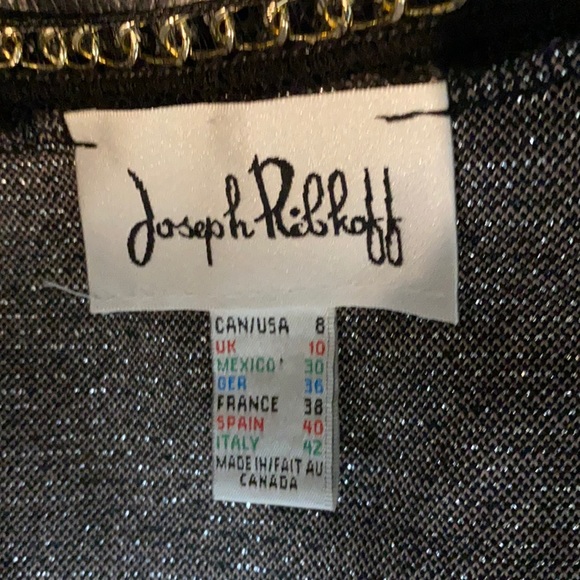 Joseph Ribkoff
CAN/USA 8
UK 10
MEXICO 30
GER 36
FRANCE 38
SPAIN 40
ITALY 42
MADE IN/FAIT AU
CANADA